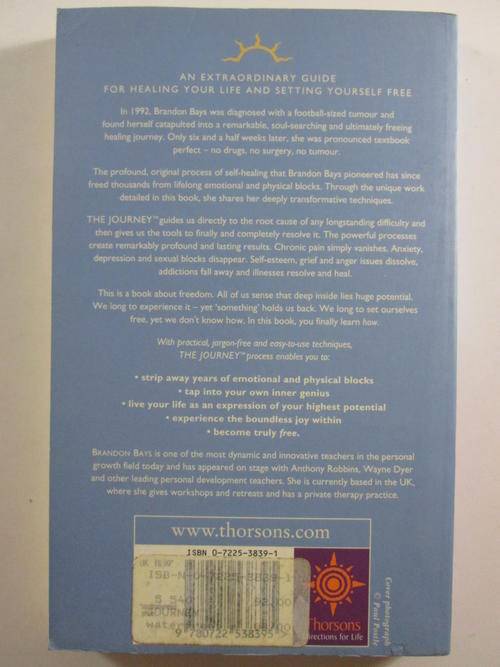 AN EXTRAORDINARY GUIDE
FOR HEALING YOUR LIFE AND SETTING YOURSELF FREE
In 1992, Brandon Bays was diagnosed with a football-sized tumour and
found herself catapulted into a remarkable, soul-searching and ultimately freeing
healing journey. Only six and a half weeks later, she was pronounced textbook
perfect – no drugs, no surgery, no tumour.
The profound, original process of self-healing that Brandon Bays pioneered has since
freed thousands from lifelong emotional and physical blocks. Through the unique work
detailed in this book, she shares her deeply transformative techniques.
THE JOURNEY™ guides us directly to the root cause of any longstanding difficulty and
then gives us the tools to finally and completely resolve it. The powerful processes
create remarkably profound and lasting results. Chronic pain simply vanishes. Anxiety,
depression and sexual blocks disappear. Self-esteem, grief and anger issues dissolve,
addictions fall away and illnesses resolve and heal.
This is a book about freedom. All of us sense that deep inside lies huge potential.
We long to experience it – yet 'something' holds us back. We long to set ourselves
free, yet we don't know how. In this book, you finally learn how.
With practical, jargon-free and easy-to-use techniques,
THE JOURNEY™ process enables you to:
• strip away years of emotional and physical blocks
• tap into your own inner genius
• live your life as an expression of your highest potential
• experience the boundless joy within
• become truly free.
BRANDON BAYS is one of the most dynamic and innovative teachers in the personal
growth field today and has appeared on stage with Anthony Robbins, Wayne Dyer
and other leading personal development teachers. She is currently based in the UK,
where she gives workshops and retreats and has a private therapy practice.
www.thorsons.com
ISBN 0-7225-3839-1
ISB-N-0-7225-3839-1
JOURNEY
9 780722 538395
Thorsons
Directions for Life
Cover photograph
© Paul Postle